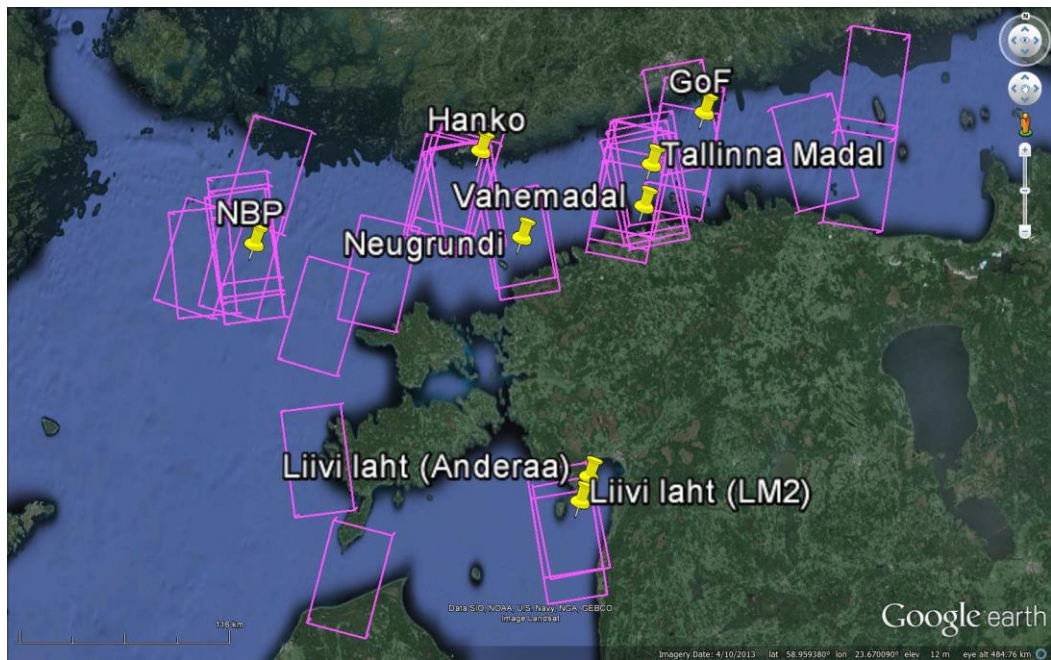 N
GoF
Hanko
Tallinna Madal
Vahemadal
NBP
Neugrundi
Liivi laht (Anderaa)
Liivi laht (LM2)
Data SIO, NOAA, U.S. Navy, NGA, GEBCO
Image Landsat
Google earth
116 km
Imagery Date: 4/10/2013 lat 58.959380° lon 23.670090° elev 12 m eye alt 484.76 km